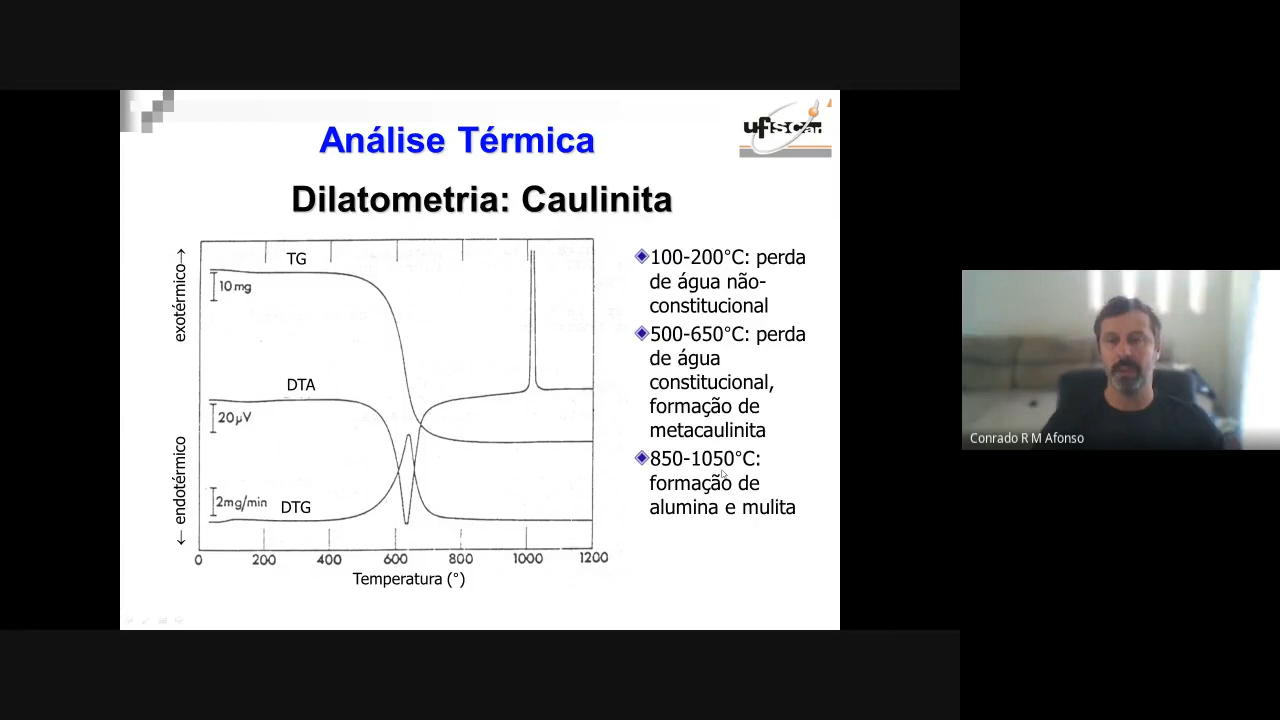 Análise Térmica
ufscar
Dilatometria: Caulinita
exotérmico→
← endotérmico
TG
10 mg
DTA
20µV
2mg/min
DTG
0 200 400 600 800 1000 1200
Temperatura (°)
100-200°C: perda
de água não-
constitucional
500-650°C: perda
de água
constitucional,
formação de
metacaulinita
850-1050°C:
formação de
alumina e mulita
Conrado R M Afonso